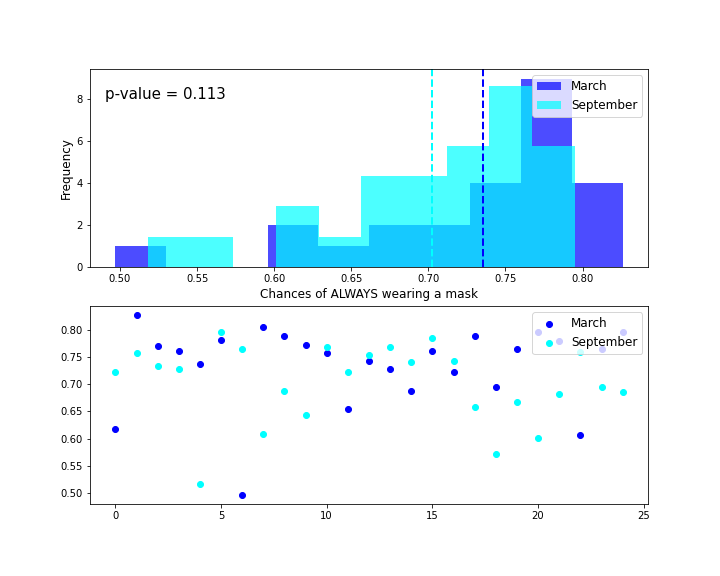 p-value = 0.113
March
September
Frequency
8
6
4
2
0
0.50 0.55 0.60 0.65 0.70 0.75 0.80
Chances of ALWAYS wearing a mask
March
September
0.80
0.75
0.70
0.65
0.60
0.55
0.50
0 5 10 15 20 25